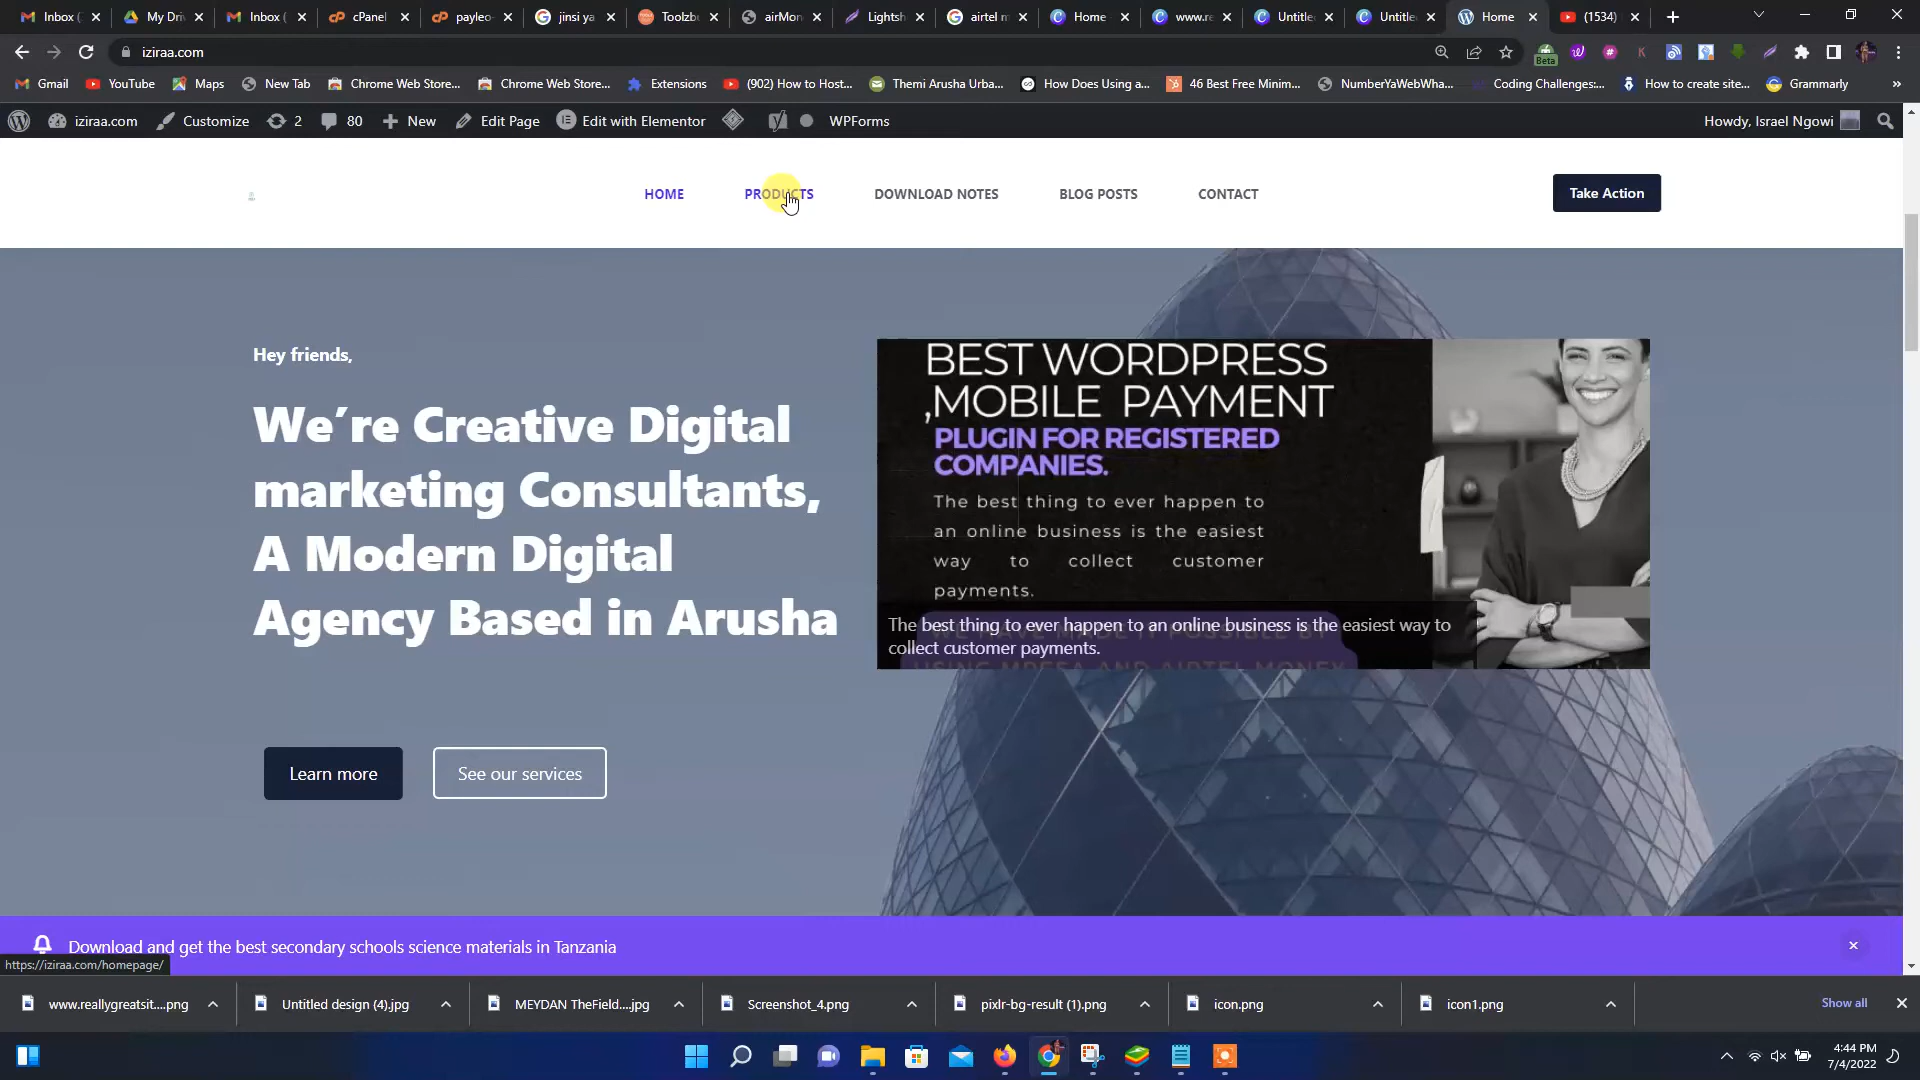 Inbox (
My Driv
Inbox (
cPanel
payleo
jinsi ya
Toolzbu
airMon
Lightsh
airtel m
Home -
www.re
Untitle
Untitle
Home
(1534)
iziraa.com
Beta
Gmail
YouTube
Maps
New Tab
Chrome Web Store...
Chrome Web Store...
Extensions
(902) How to Host...
Themi Arusha Urba...
How Does Using a...
46 Best Free Minim...
NumberYaWebWha...
Coding Challenges:...
How to create site...
Grammarly
»
iziraa.com
Customize
2
80
New
Edit Page
Edit with Elementor
WPForms
Howdy, Israel Ngowi
HOME
PRODUCTS
DOWNLOAD NOTES
BLOG POSTS
CONTACT
Take Action
Hey friends,
We’re Creative Digital
marketing Consultants,
A Modern Digital
Agency Based in Arusha
Learn more
See our services
BEST WORDPRESS
,MOBILE PAYMENT
PLUGIN FOR REGISTERED
COMPANIES.
The best thing to ever happen to
an online business is the easiest
way to collect customer
payments.
The best thing to ever happen to an online business is the easiest way to
collect customer payments.
Download and get the best secondary schools science materials in Tanzania
https://iziraa.com/homepage/
www.reallygreatsit....png
Untitled design (4).jpg
MEYDAN TheField....jpg
Screenshot_4.png
pixlr-bg-result (1).png
icon.png
icon1.png
Show all
4:44 PM
7/4/2022